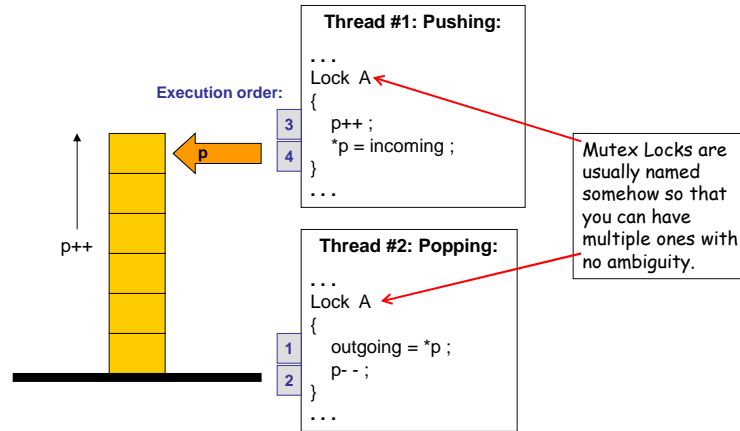 Thread #1: Pushing:
. . .
Lock A
{
p++ ;
*p = incoming ;
}
. . .
Execution order:
3
4
p
p++
Mutex Locks are
usually named
somehow so that
you can have
multiple ones with
no ambiguity.
Thread #2: Popping:
. . .
Lock A
{
outgoing = *p ;
p- - ;
}
. . .
1
2